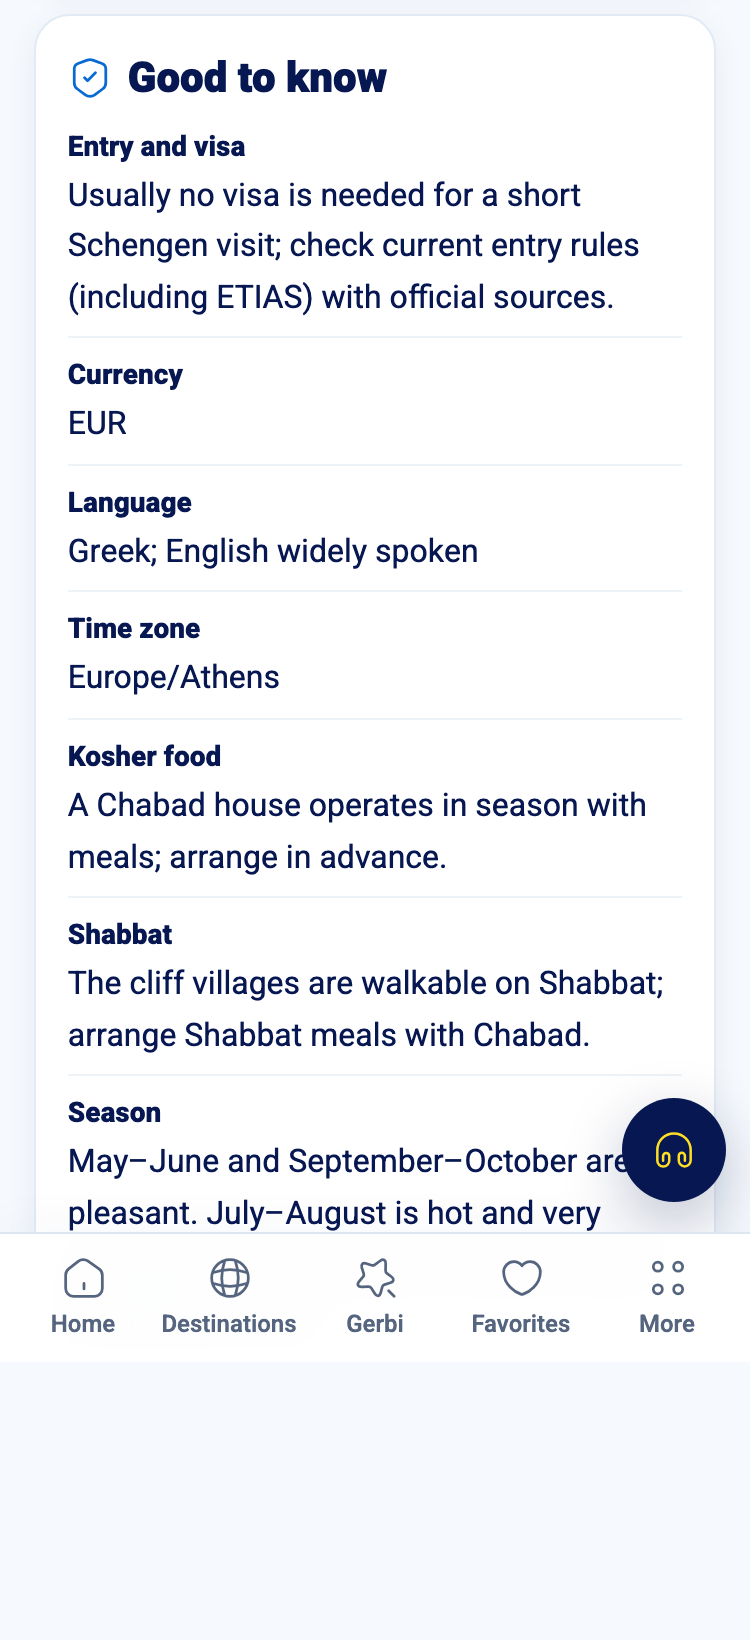 Good to know
Entry and visa
Usually no visa is needed for a short
Schengen visit; check current entry rules
(including ETIAS) with official sources.
Currency
EUR
Language
Greek; English widely spoken
Time zone
Europe/Athens
Kosher food
A Chabad house operates in season with
meals; arrange in advance.
Shabbat
The cliff villages are walkable on Shabbat;
arrange Shabbat meals with Chabad.
Season
May–June and September–October are
pleasant. July–August is hot and very
Home
Destinations
Gerbi
Favorites
More